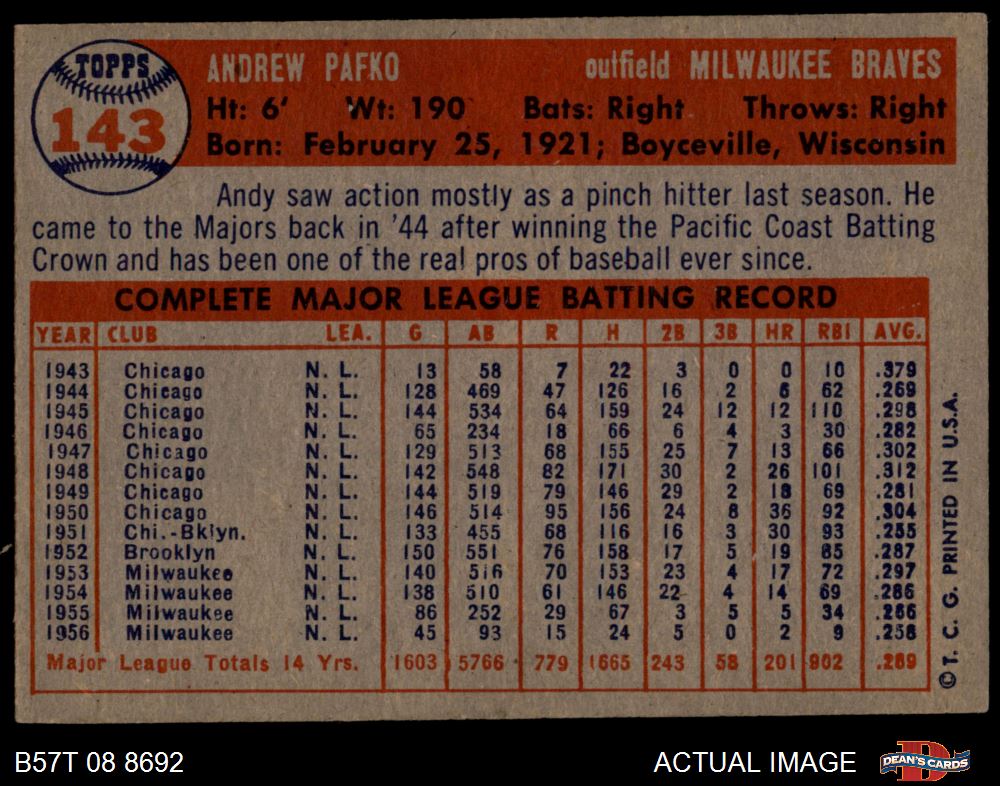 TOPPS
143
ANDREW PAFKO outfield MILWAUKEE BRAVES
Ht: 6' Wt: 190 Bats: Right Throws: Right
Born: February 25, 1921; Boyceville, Wisconsin
Andy saw action mostly as a pinch hitter last season. He
came to the Majors back in '44 after winning the Pacific Coast Batting
Crown and has been one of the real pros of baseball ever since.
COMPLETE MAJOR LEAGUE BATTING RECORD
YEAR CLUB LEA. G AB R H 2B 3B HR RBI AVG.
1943 Chicago N. L. 13 58 7 22 3 0 0 10 .379
1944 Chicago N. L. 128 469 47 126 16 2 6 62 .269
1945 Chicago N. L. 144 534 64 159 24 12 12 110 .298
1946 Chicago N. L. 65 234 18 66 6 4 3 30 .282
1947 Chicago N. L. 129 513 68 155 25 7 13 66 .302
1948 Chicago N. L. 142 548 82 171 30 2 26 101 .312
1949 Chicago N. L. 144 519 79 146 29 2 18 69 .281
1950 Chicago N. L. 146 514 95 156 24 8 36 92 .304
1951 Chi.-Bklyn. N. L. 133 455 68 116 16 3 30 93 .255
1952 Brooklyn N. L. 150 551 76 158 17 5 19 85 .287
1953 Milwaukee N. L. 140 516 70 153 23 4 17 72 .297
1954 Milwaukee N. L. 138 510 61 146 22 4 14 69 .286
1955 Milwaukee N. L. 86 252 29 67 3 5 5 34 .266
1956 Milwaukee N. L. 45 93 15 24 5 0 2 9 .258
Major League Totals 14 Yrs. 1603 5766 779 1665 243 58 201 802 .289
©T. C. G. PRINTED IN U.S.A.
B57T 08 8692 ACTUAL IMAGE
D
DEAN'S CARDS